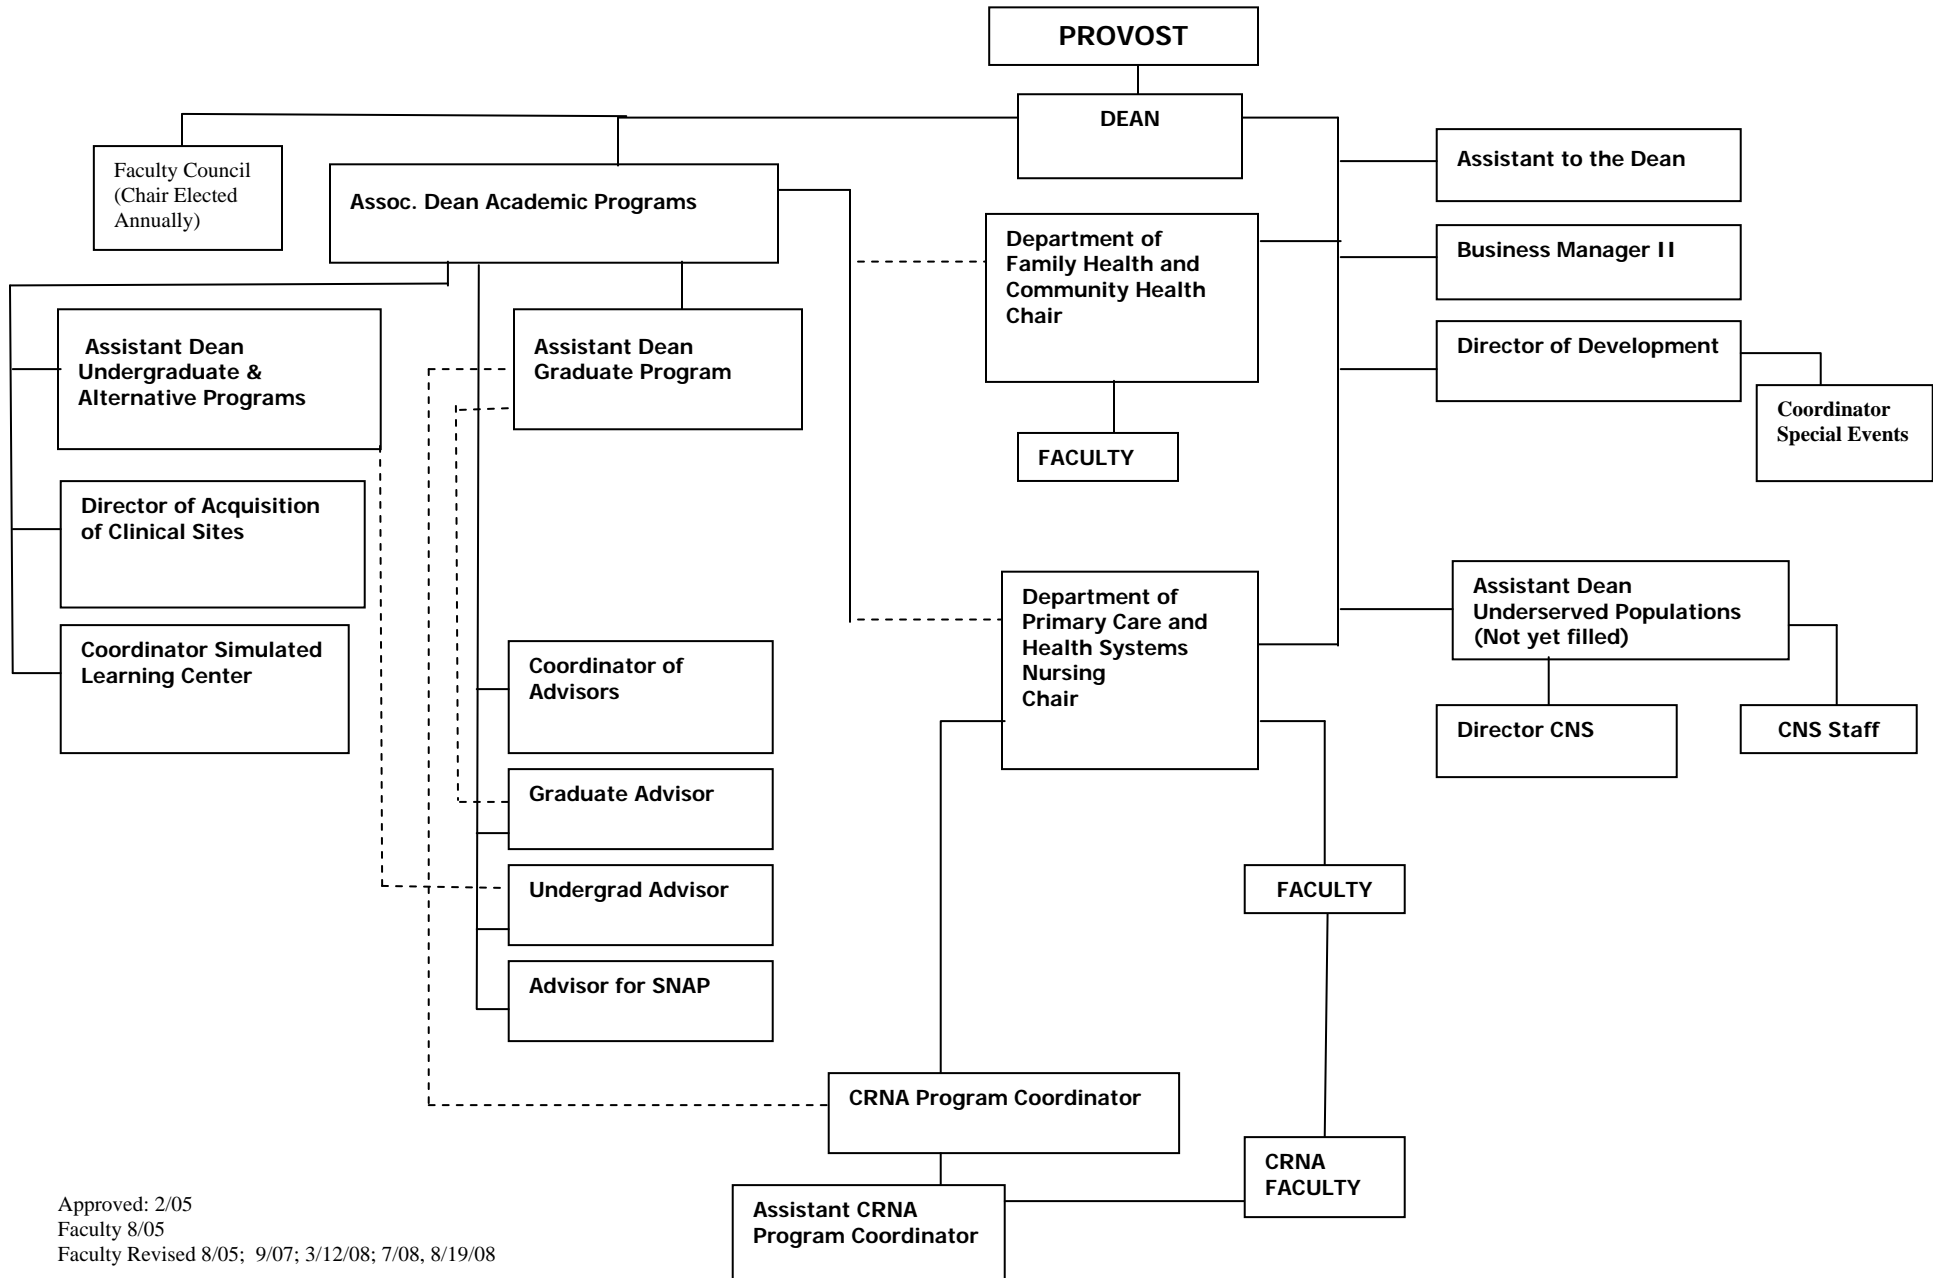 PROVOST
DEAN
Faculty Council
(Chair Elected
Annually)
Assoc. Dean Academic Programs
Assistant to the Dean
Department of
Family Health and
Community Health
Chair
Business Manager II
Director of Development
Coordinator
Special Events
Assistant Dean
Undergraduate &
Alternative Programs
Assistant Dean
Graduate Program
FACULTY
Director of Acquisition
of Clinical Sites
Coordinator Simulated
Learning Center
Coordinator of
Advisors
Department of
Primary Care and
Health Systems
Nursing
Chair
Assistant Dean
Underserved Populations
(Not yet filled)
Director CNS
CNS Staff
Graduate Advisor
Undergrad Advisor
FACULTY
Advisor for SNAP
CRNA Program Coordinator
CRNA
FACULTY
Assistant CRNA
Program Coordinator
Approved: 2/05
Faculty 8/05
Faculty Revised 8/05;  9/07; 3/12/08; 7/08, 8/19/08